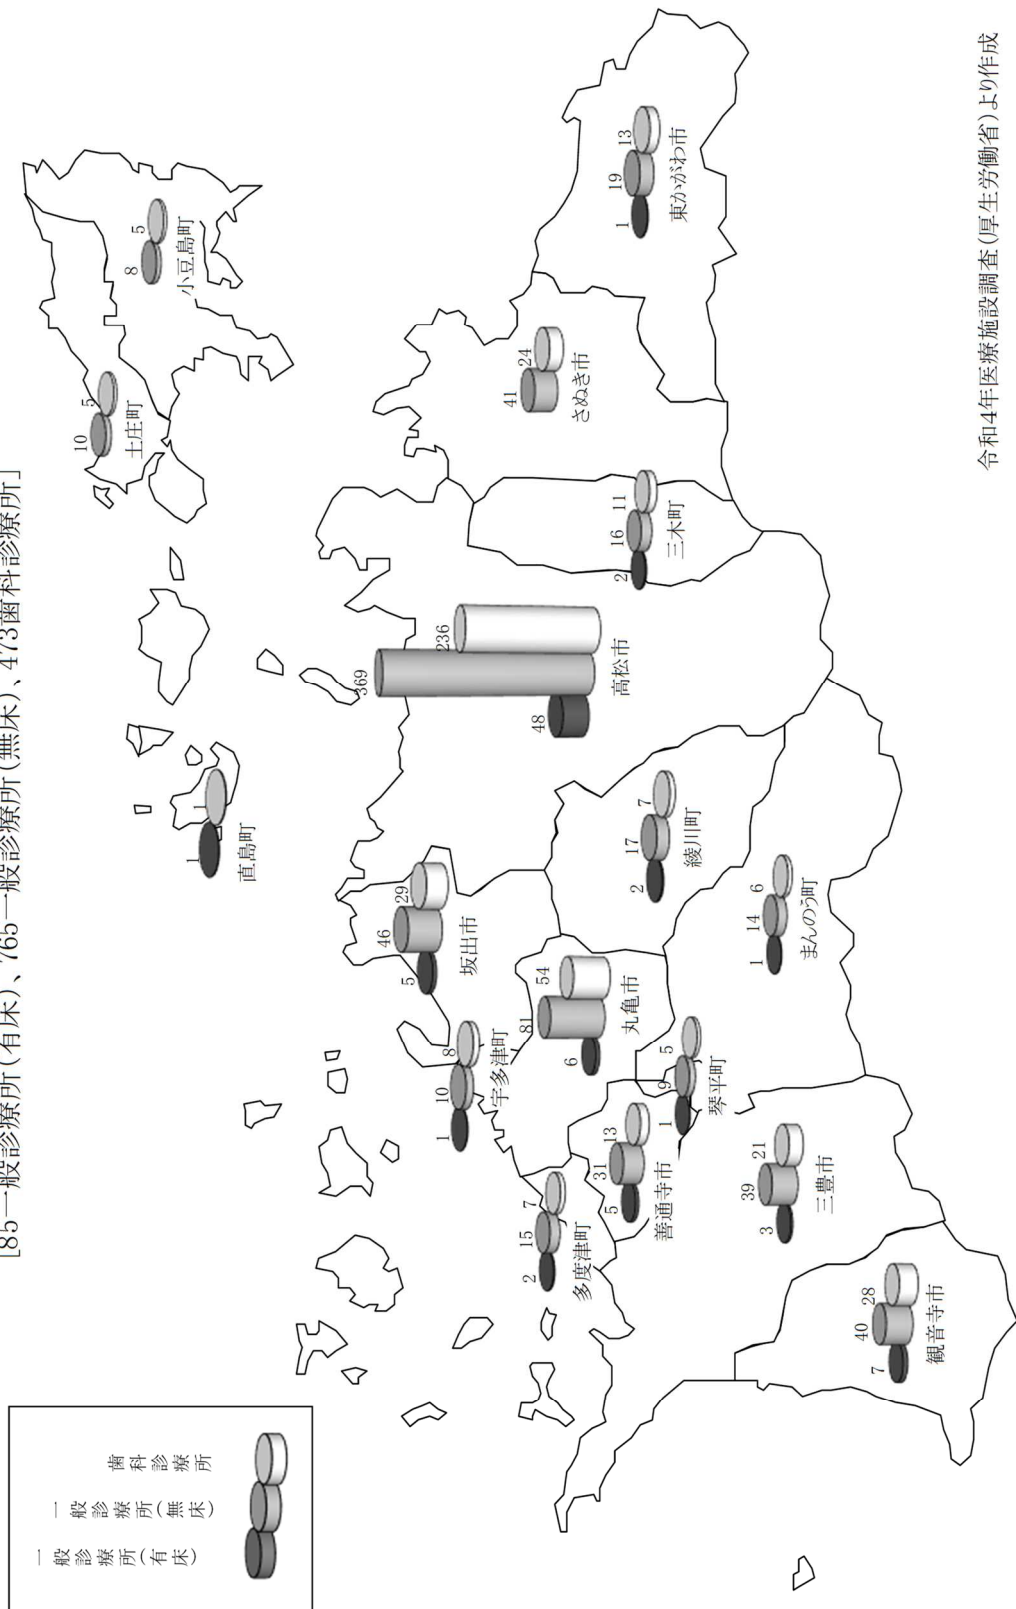 [85一般診療所(有床)、765一般診療所(無床)、473歯科診療所]
一般診療所(有床)
一般診療所(無床)
歯科診療所
10
5
土庄町
8
5
小豆島町
1
1
直島町
48
369
236
高松市
5
46
29
坂出市
1
10
8
宇多津町
6
81
54
丸亀市
2
15
7
多度津町
5
31
13
善通寺市
1
9
5
琴平町
2
17
7
綾川町
2
16
11
三木町
41
24
さぬき市
1
19
13
東かがわ市
1
14
6
まんのう町
3
39
21
三豊市
7
40
28
観音寺市
令和4年医療施設調査(厚生労働省)より作成